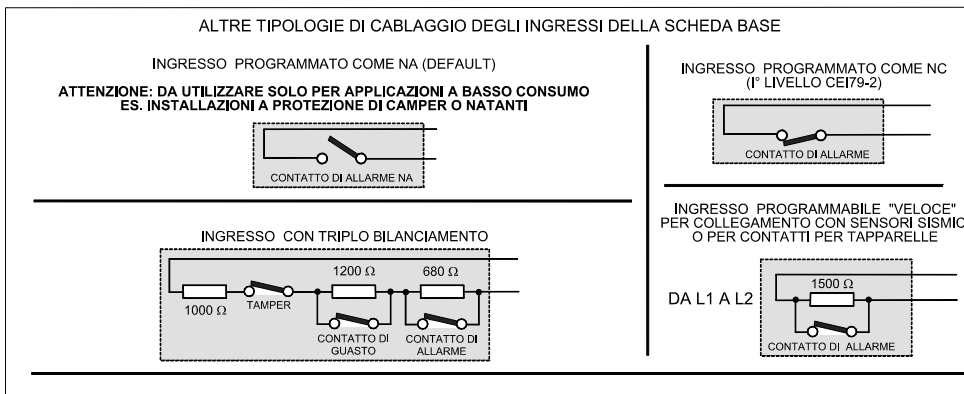 ALTRE TIPOLOGIE DI CABLAGGIO DEGLI INGRESSI DELLA SCHEDA BASE
INGRESSO PROGRAMMATO COME NA (DEFAULT)
ATTENZIONE: DA UTILIZZARE SOLO PER APPLICAZIONI A BASSO CONSUMO
ES. INSTALLAZIONI A PROTEZIONE DI CAMPER O NATANTI
CONTATTO DI ALLARME NA
INGRESSO PROGRAMMATO COME NC
(I° LIVELLO CEI79-2)
CONTATTO DI ALLARME
INGRESSO CON TRIPLO BILANCIAMENTO
1000 Ω
TAMPER
1200 Ω
CONTATTO DI
GUASTO
680 Ω
CONTATTO DI
ALLARME
INGRESSO PROGRAMMABILE "VELOCE"
PER COLLEGAMENTO CON SENSORI SISMIC
O PER CONTATTI PER TAPPARELLE
DA L1 A L2
1500 Ω
CONTATTO DI ALLARME